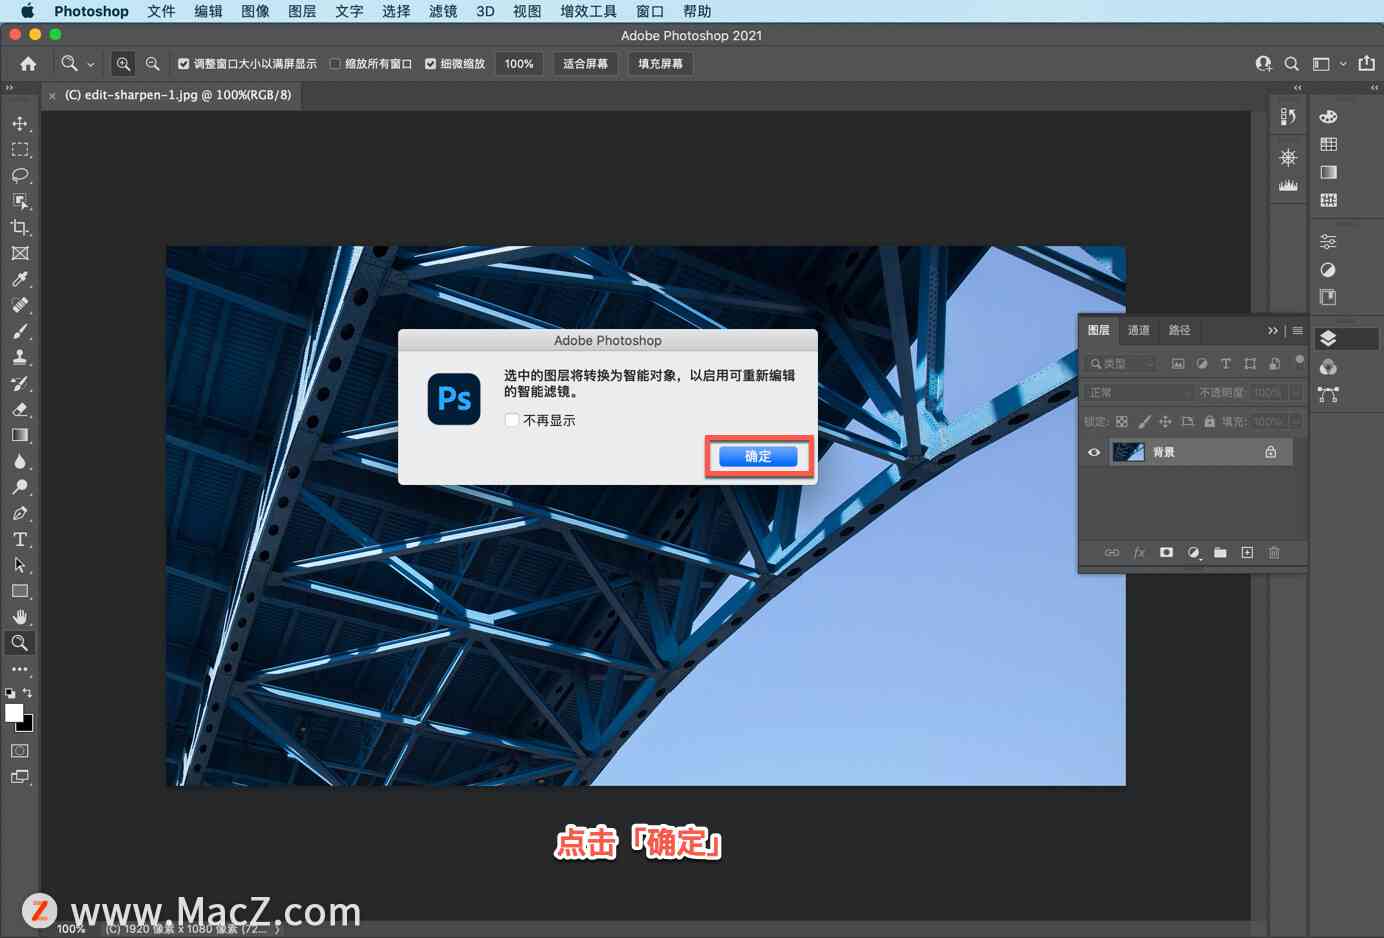 Photoshop 文件 编辑 图像 图层 文字 选择 滤镜 3D 视图 增效工具 窗口 帮助
Adobe Photoshop 2021
调整窗口大小以满屏显示 缩放所有窗口 细微缩放 100% 适合屏幕 填充屏幕
× (C) edit-sharpen-1.jpg @ 100%(RGB/8)
Adobe Photoshop
Ps
选中的图层将转换为智能对象，以启用可重新编辑
的智能滤镜。
不再显示
确定
图层 通道 路径
类型
正常 不透明度: 100%
锁定: 填充: 100%
背景
fx
点击「确定」
Z www.MacZ.com
100% (C) 1920 像素 x 1080 像素 (72...